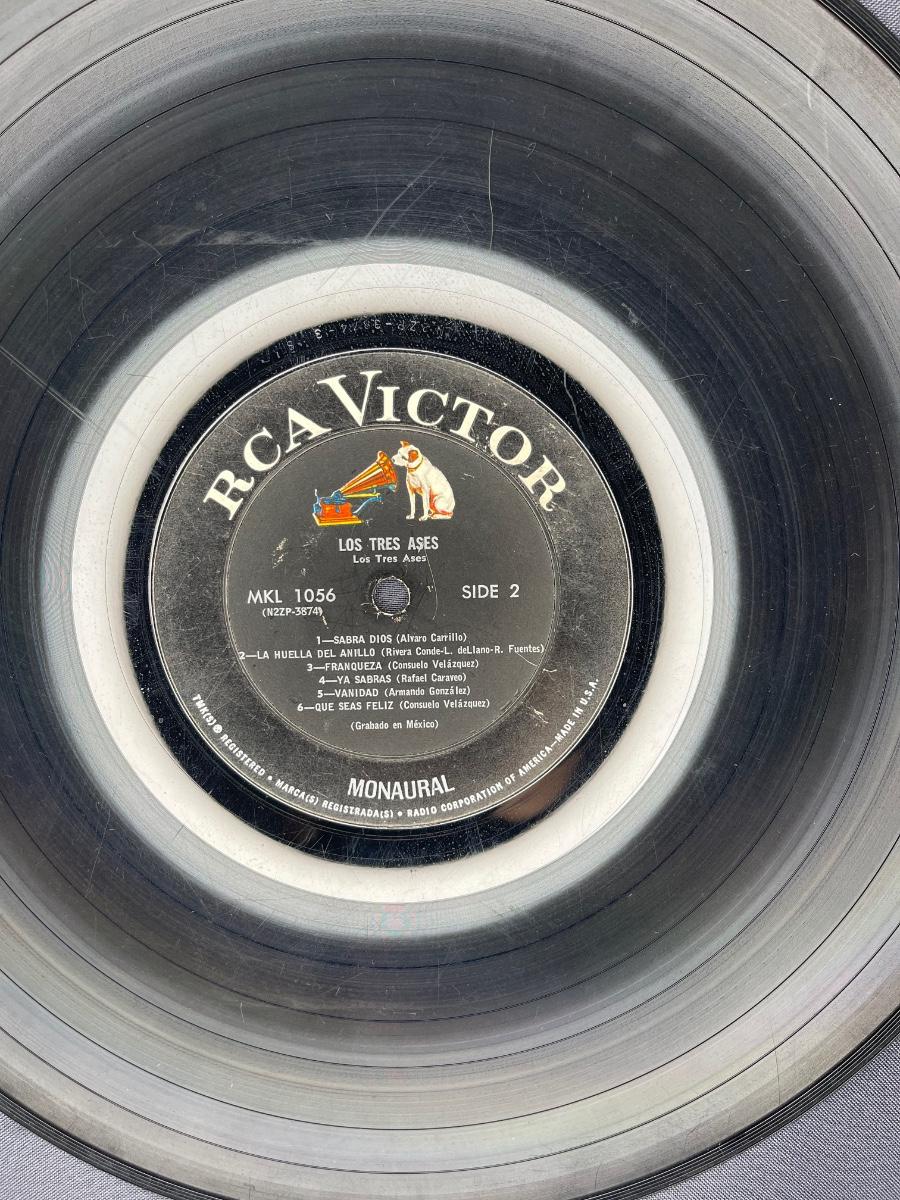 RCA VICTOR
LOS TRES ASES
Los Tres Ases
MKL 1056
(N2ZP-3874)
SIDE 2
1—SABRA DIOS (Alvaro Carrillo)
2—LA HUELLA DEL ANILLO (Rivera Conde-L. deLlano-R. Fuentes)
3—FRANQUEZA (Consuelo Velázquez)
4—YA SABRAS (Rafael Caraveo)
5—VANIDAD (Armando González)
6—QUE SEAS FELIZ (Consuelo Velázquez)
(Grabado en México)
MONAURAL
TMK(S) ® REGISTERED • MARCA(S) REGISTRADA(S) • RADIO CORPORATION OF AMERICA—MADE IN U.S.A.